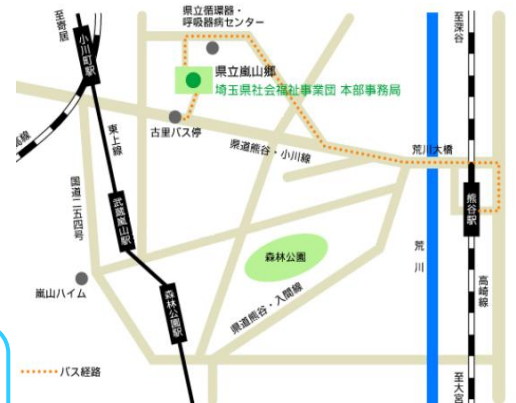 至寄居
県立循環器・
呼吸器病センター
至深谷
小川町駅
県立嵐山郷
埼玉県社会福祉事業団 本部事務局
高線
東上線
古里バス停
県道熊谷・小川線
荒川大橋
国道二五四号
武蔵嵐山駅
熊谷駅
森林公園
荒川
高崎線
嵐山ハイム
森林公園駅
県道熊谷・入間線
バス経路
至大宮